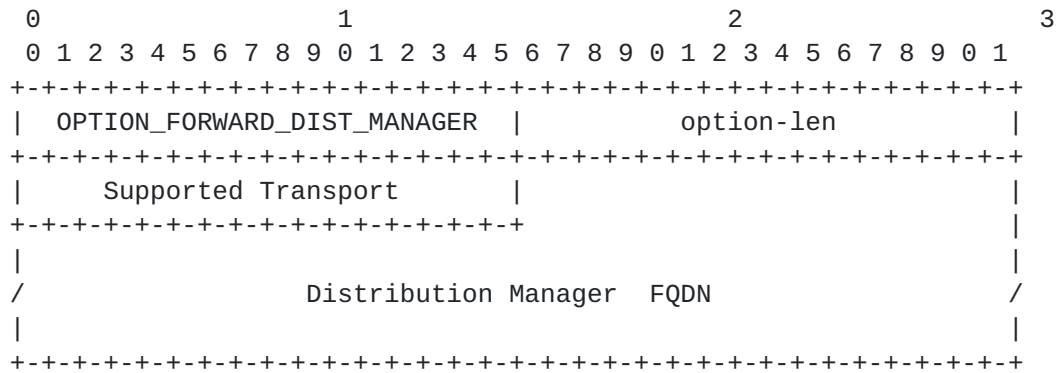 0                   1                   2                   3
 0 1 2 3 4 5 6 7 8 9 0 1 2 3 4 5 6 7 8 9 0 1 2 3 4 5 6 7 8 9 0 1
+-+-+-+-+-+-+-+-+-+-+-+-+-+-+-+-+-+-+-+-+-+-+-+-+-+-+-+-+-+-+-+-+
|  OPTION_FORWARD_DIST_MANAGER  |         option-len            |
+-+-+-+-+-+-+-+-+-+-+-+-+-+-+-+-+-+-+-+-+-+-+-+-+-+-+-+-+-+-+-+-+
|     Supported Transport       |                               |
+-+-+-+-+-+-+-+-+-+-+-+-+-+-+-+-+                               |
|                                                               |
/                  Distribution Manager  FQDN                   /
|                                                               |
+-+-+-+-+-+-+-+-+-+-+-+-+-+-+-+-+-+-+-+-+-+-+-+-+-+-+-+-+-+-+-+-+